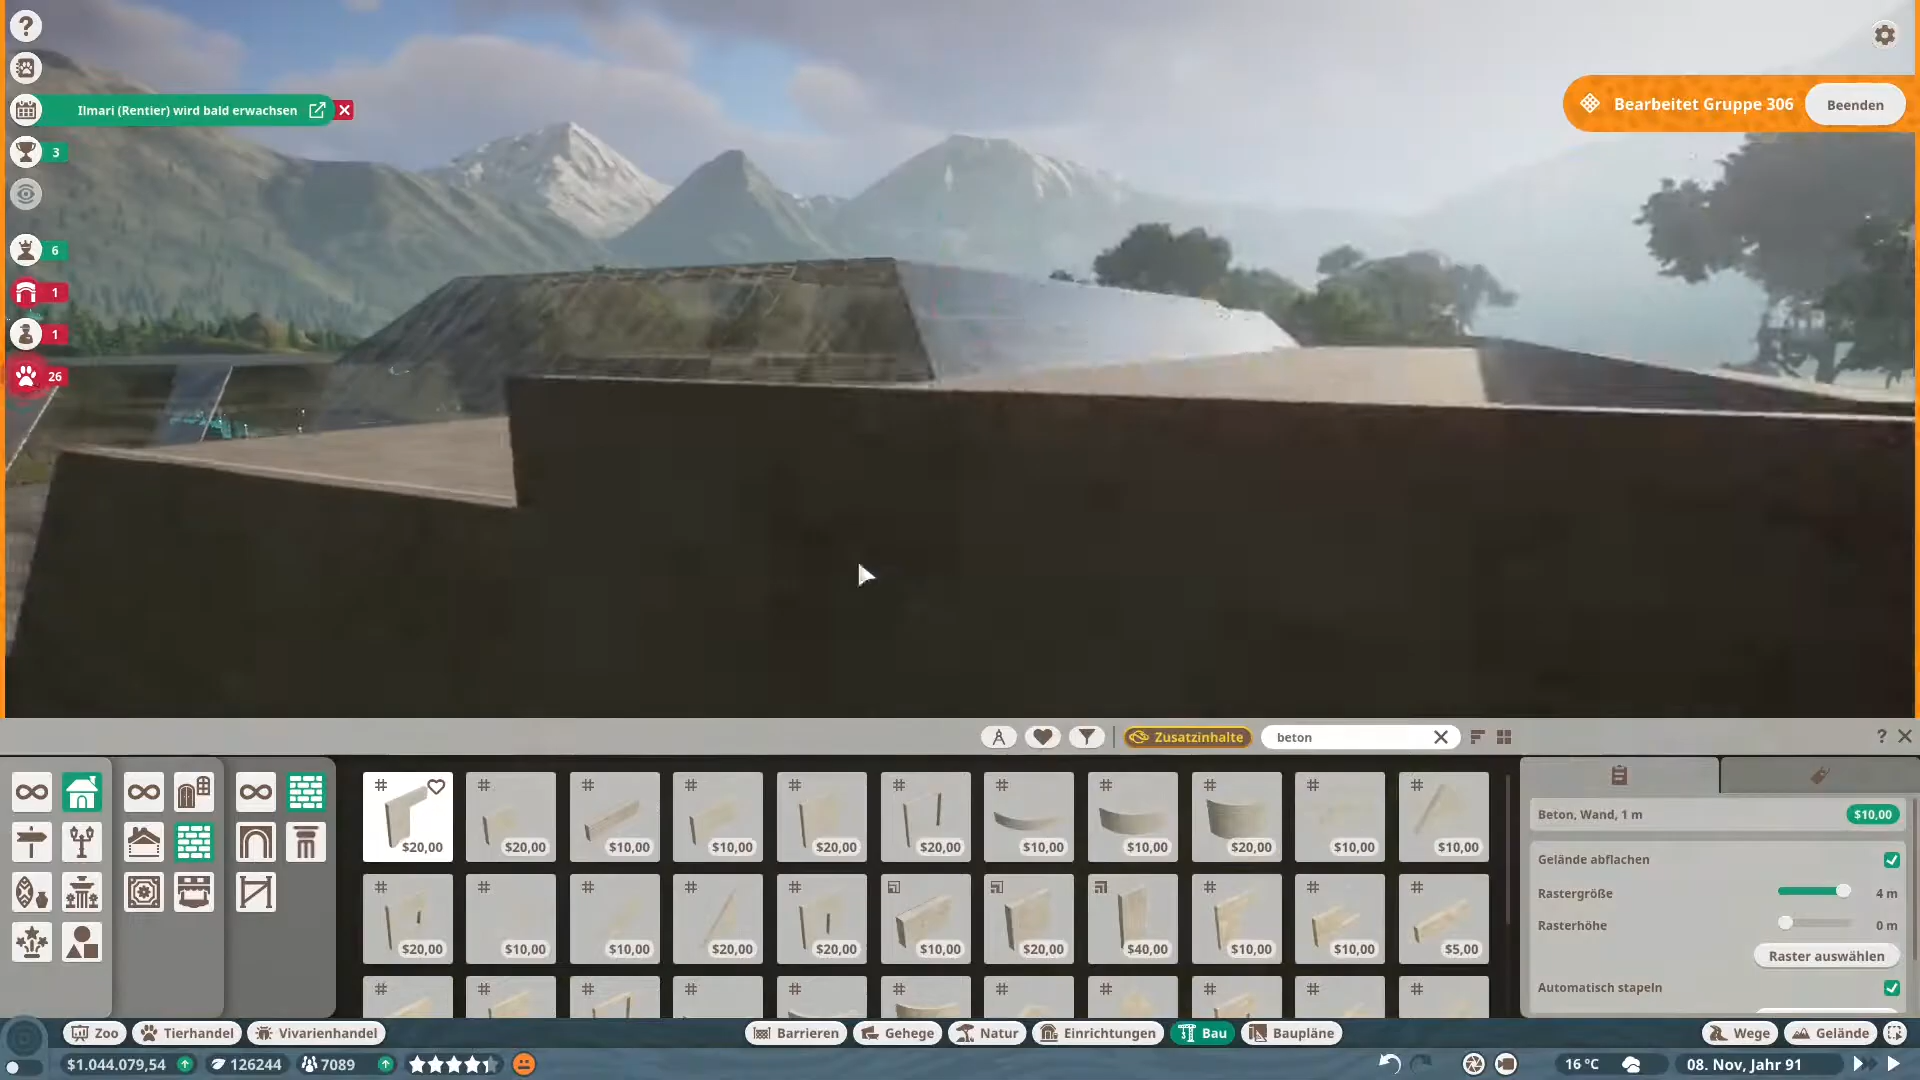 ?
Ilmari (Rentier) wird bald erwachsen
3
6
1
1
26
Bearbeitet Gruppe 306
Beenden
Zusatzinhalte
beton
?
$20,00 $20,00 $10,00 $10,00 $20,00 $20,00 $10,00 $10,00 $20,00 $10,00 $10,00
$20,00 $10,00 $10,00 $20,00 $20,00 $10,00 $20,00 $40,00 $10,00 $10,00 $5,00
Beton, Wand, 1 m $10,00
Gelände abflachen
Rastergröße 4 m
Rasterhöhe 0 m
Raster auswählen
Automatisch stapeln
Zoo Tierhandel Vivarienhandel Barrieren Gehege Natur Einrichtungen Bau Baupläne Wege Gelände
$1.044.079,54 126244 7089 16 °C 08. Nov, Jahr 91